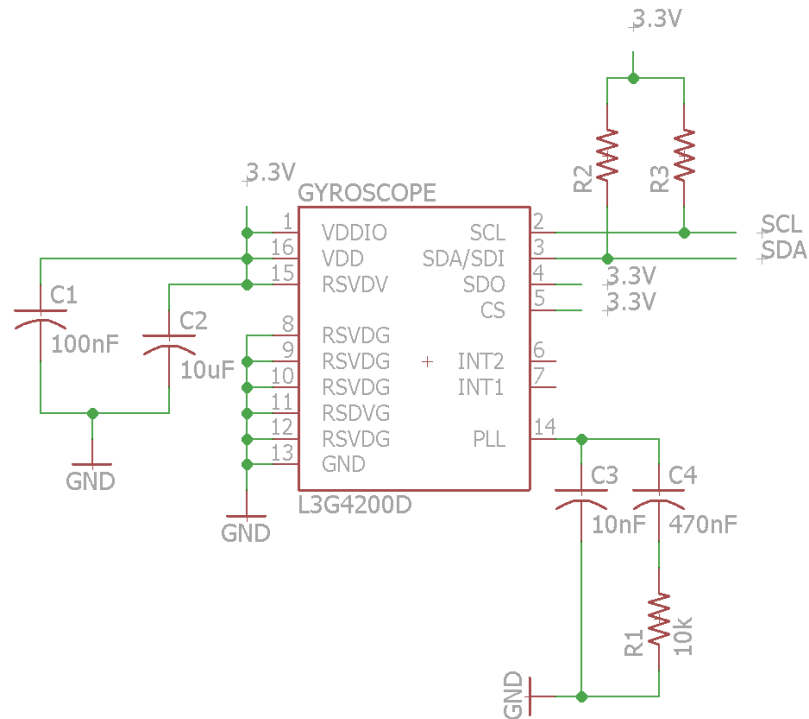 3.3V
R2
R3
3.3V
GYROSCOPE
1 VDDIO SCL 2 SCL
16 VDD SDA/SDI 3 SDA
15 RSVDV SDO 4 3.3V
CS 5 3.3V
C1
100nF
C2
10uF
8 RSVDG
9 RSVDG INT2 6
10 RSVDG INT1 7
11 RSDVG
12 RSVDG PLL 14
13 GND
GND
GND
L3G4200D
C3
10nF
C4
470nF
R1
10k
GND